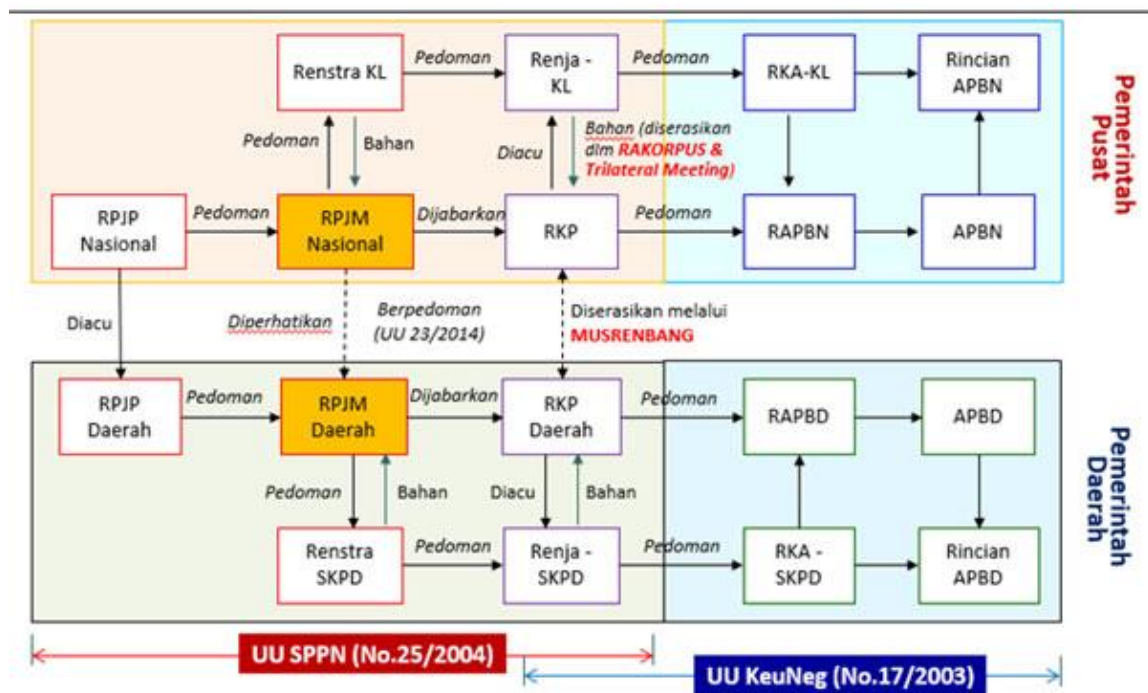 Renstra KL
Pedoman
Renja -
KL
Pedoman
RKA-KL
Rincian
APBN
Pemerintah
Pusat
Pedoman
Bahan
Diacu
Bahan (diserasikan
dlm RAKORPUS &
Trilateral Meeting)
RPJP
Nasional
Pedoman
RPJM
Nasional
Dijabarkan
RKP
Pedoman
RAPBN
APBN
Diacu
Diperhatikan
Berpedoman
(UU 23/2014)
Diserasikan melalui
MUSRENBANG
RPJP
Daerah
Pedoman
RPJM
Daerah
Dijabarkan
RKP
Daerah
Pedoman
RAPBD
APBD
Pemerintah
Daerah
Pedoman
Bahan
Diacu
Bahan
Renstra
SKPD
Pedoman
Renja -
SKPD
Pedoman
RKA -
SKPD
Rincian
APBD
UU SPPN (No.25/2004)
UU KeuNeg (No.17/2003)